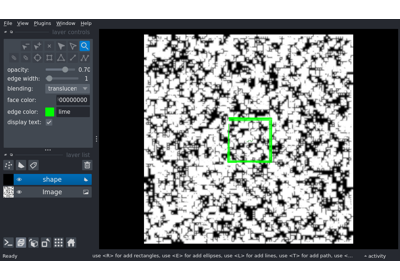 File View Plugins Window Help
layer controls
opacity: 0.70
edge width: 1
blending: translucen
face color: 00000000
edge color: lime
display text:
layer list
shape
Image
Ready
use <R> for add rectangles, use <E> for add ellipses, use <L> for add lines, use <T> for add path, use <...
activity